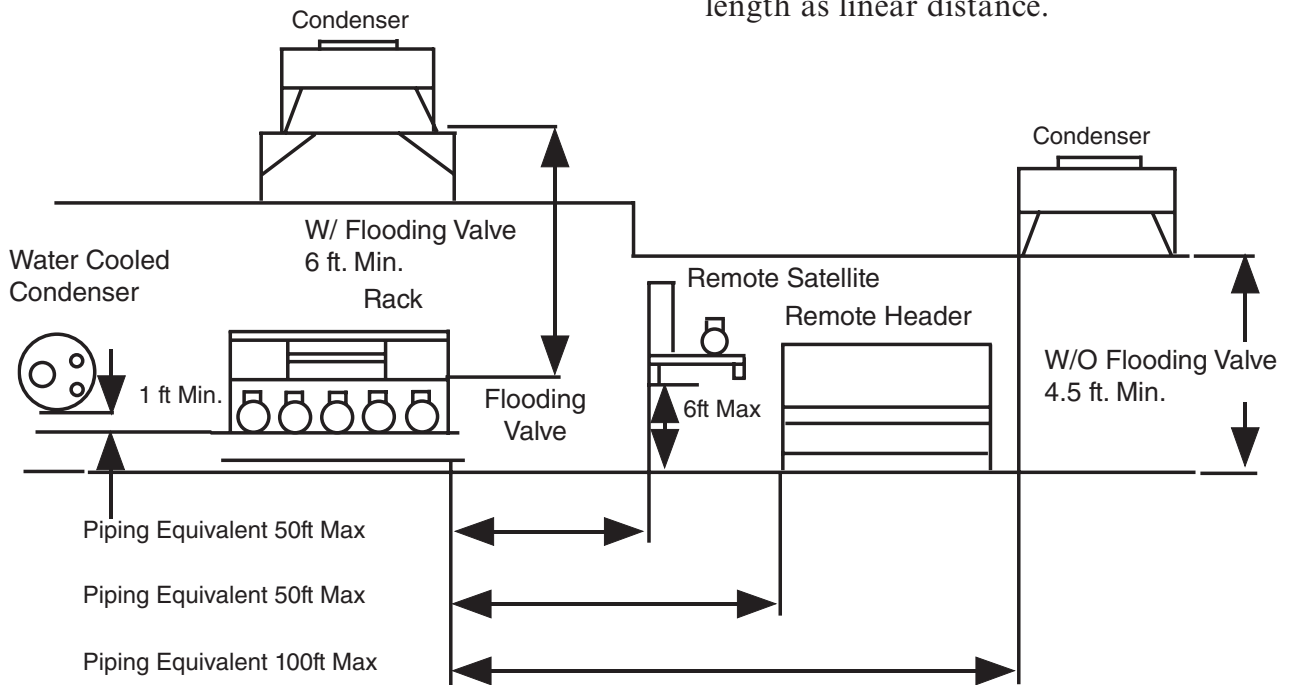 length as linear distance.
Condenser
Condenser
W/ Flooding Valve
6 ft. Min.
Water Cooled
Condenser
Rack
Remote Satellite
Remote Header
W/O Flooding Valve
4.5 ft. Min.
1 ft Min.
Flooding
Valve
6ft Max
Piping Equivalent 50ft Max
Piping Equivalent 50ft Max
Piping Equivalent 100ft Max